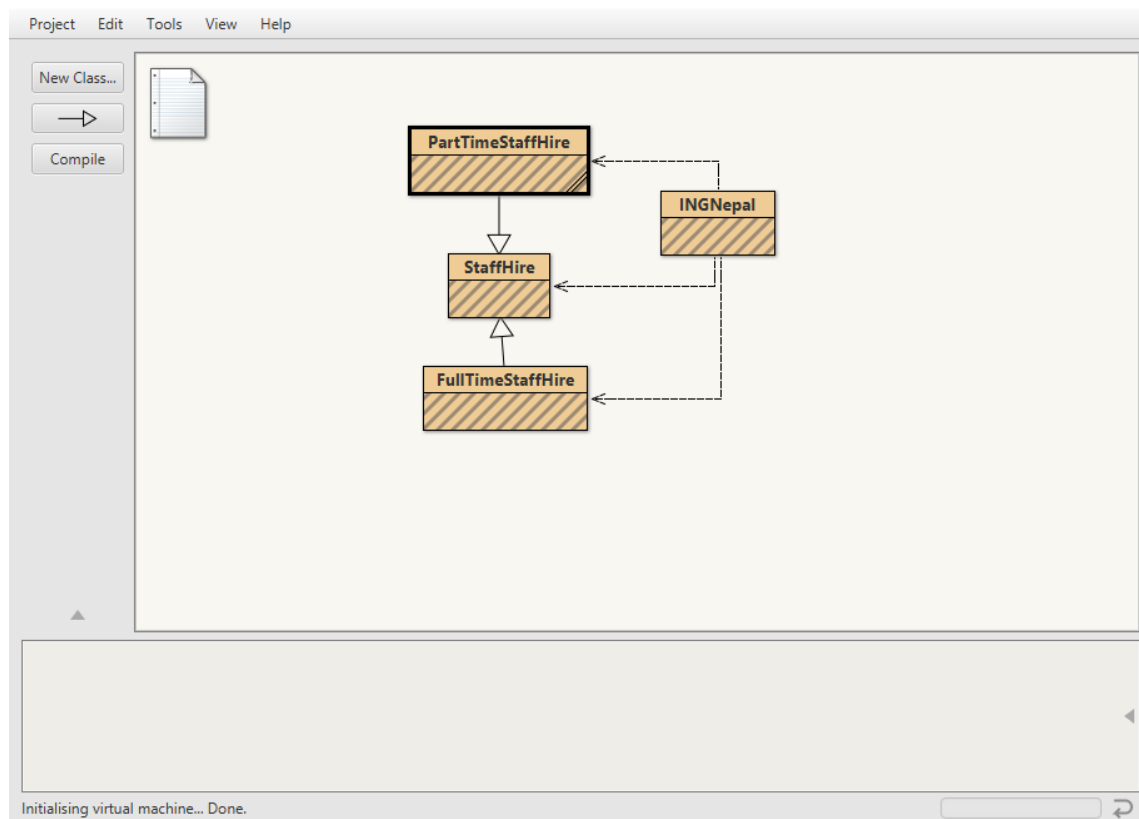 Project Edit Tools View Help
New Class...
Compile
PartTimeStaffHire
INGNepal
StaffHire
FullTimeStaffHire
Initialising virtual machine... Done.